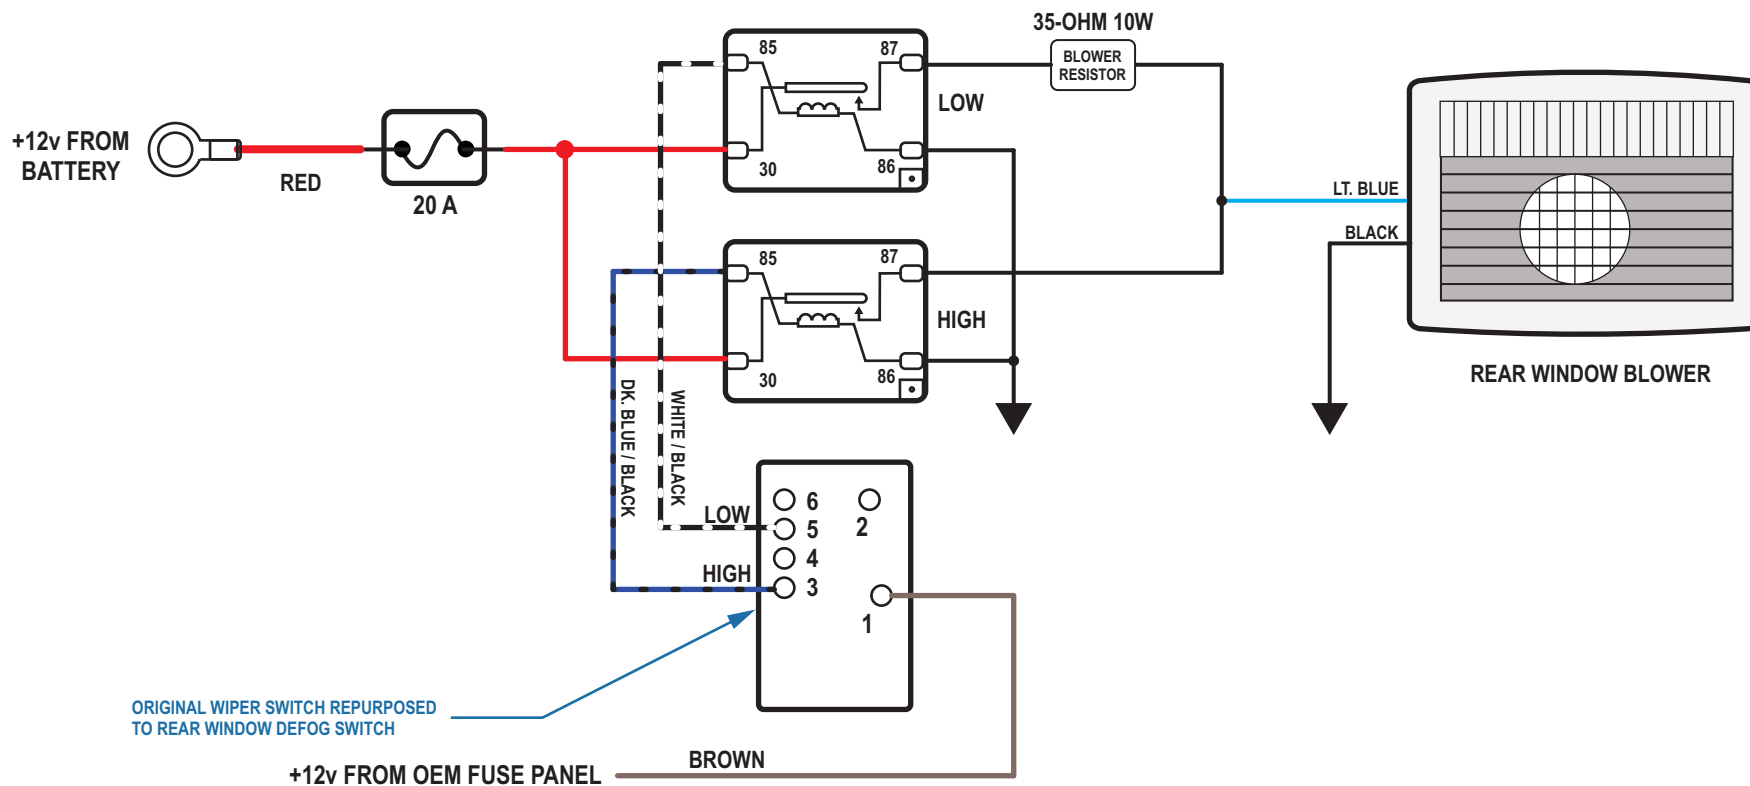 35-OHM 10W
BLOWER
RESISTOR
+12v FROM
BATTERY
RED
20 A
85
87
30
86
LOW
85
87
30
86
HIGH
LT. BLUE
BLACK
REAR WINDOW BLOWER
DK. BLUE / BLACK
WHITE / BLACK
LOW
HIGH
6
5
4
3
2
1
ORIGINAL WIPER SWITCH REPURPOSED
TO REAR WINDOW DEFOG SWITCH
BROWN
+12v FROM OEM FUSE PANEL